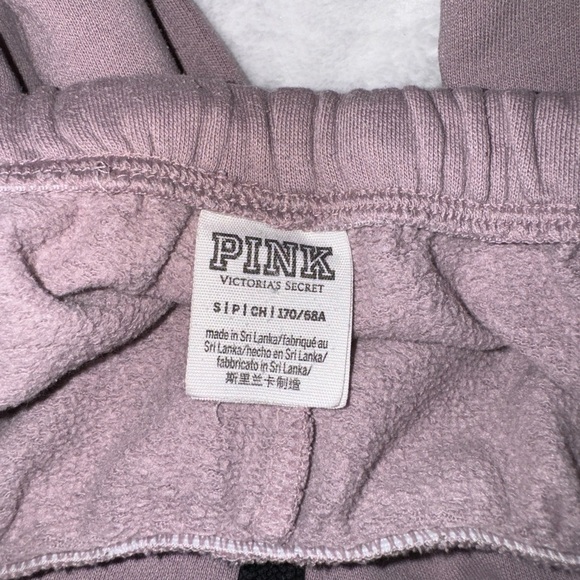 PINK
VICTORIA'S SECRET
S | P | CH | 170/68A
made in Sri Lanka/fabriqué au
Sri Lanka/hecho en Sri Lanka/
fabbricato in Sri Lanka/
斯里兰卡制造